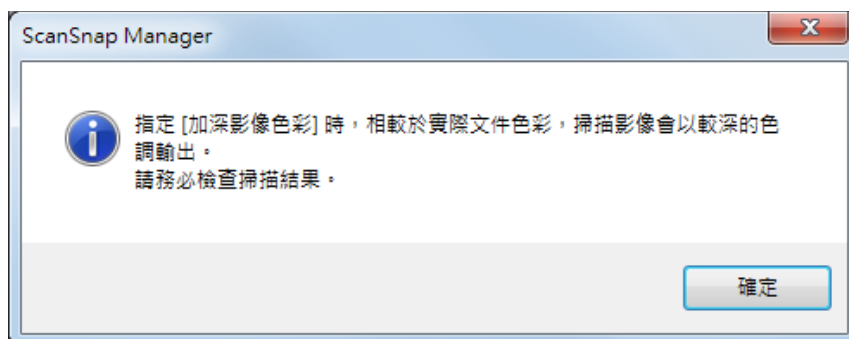 ScanSnap Manager
指定 [加深影像色彩] 時，相較於實際文件色彩，掃描影像會以較深的色
調輸出。
請務必檢查掃描結果。
確定